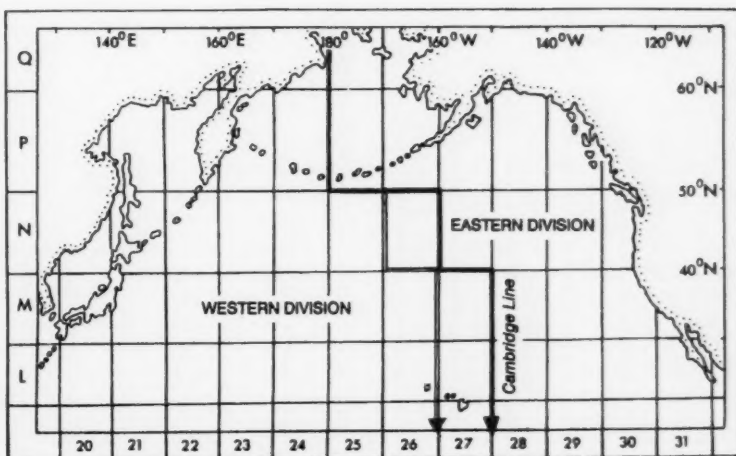 140°E 160°E 180° 160°W 140°W 120°W
Q
60°N
P
50°N
N
EASTERN DIVISION
40°N
M
WESTERN DIVISION
Cambridge Line
L
20 21 22 23 24 25 26 27 28 29 30 31